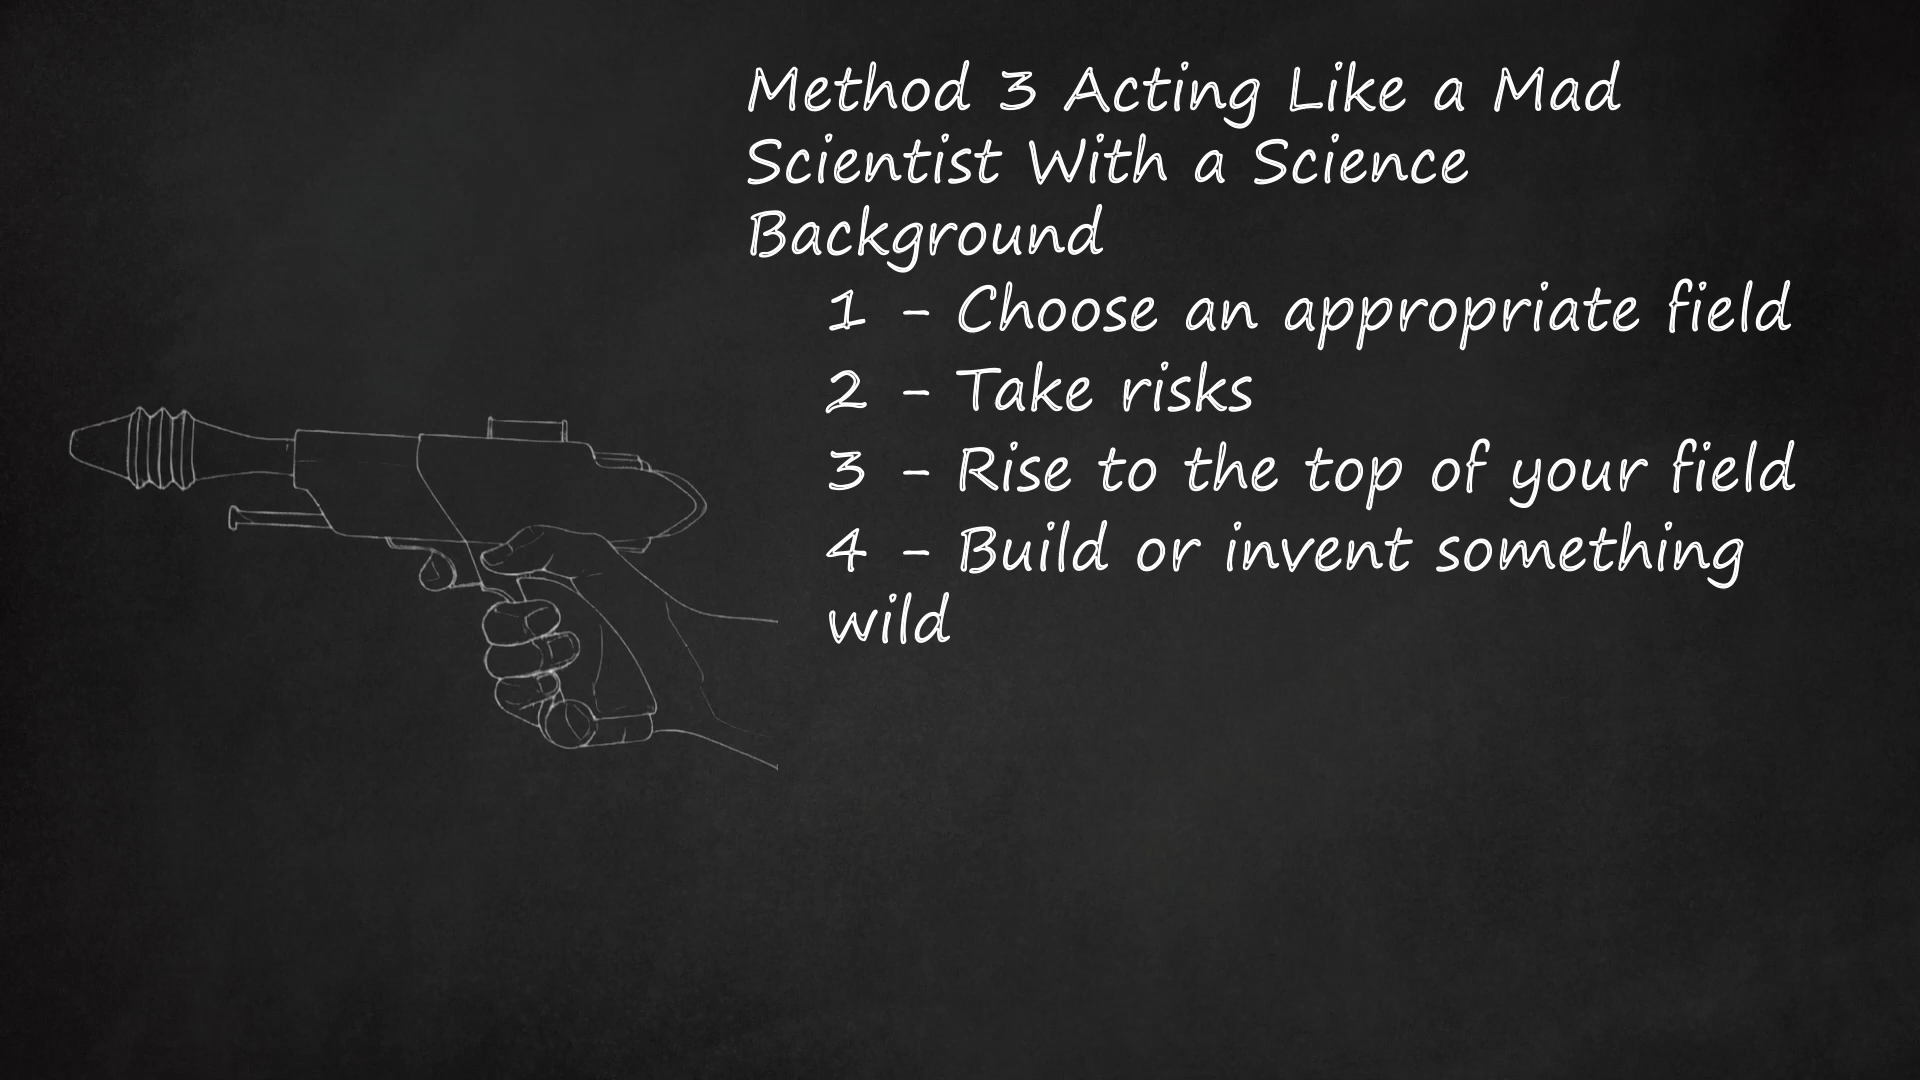 Method 3 Acting Like a Mad
Scientist With a Science
Background
1 - Choose an appropriate field
2 - Take risks
3 - Rise to the top of your field
4 - Build or invent something
wild